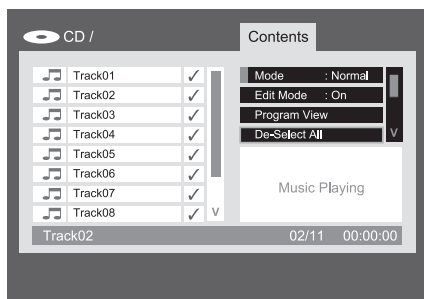 CD /
Contents
Track01 ✓
Track02 ✓
Track03 ✓
Track04 ✓
Track05 ✓
Track06 ✓
Track07 ✓
Track08 ✓
Mode : Normal
Edit Mode : On
Program View
De-Select All
V
V
Music Playing
Track02 02/11 00:00:00